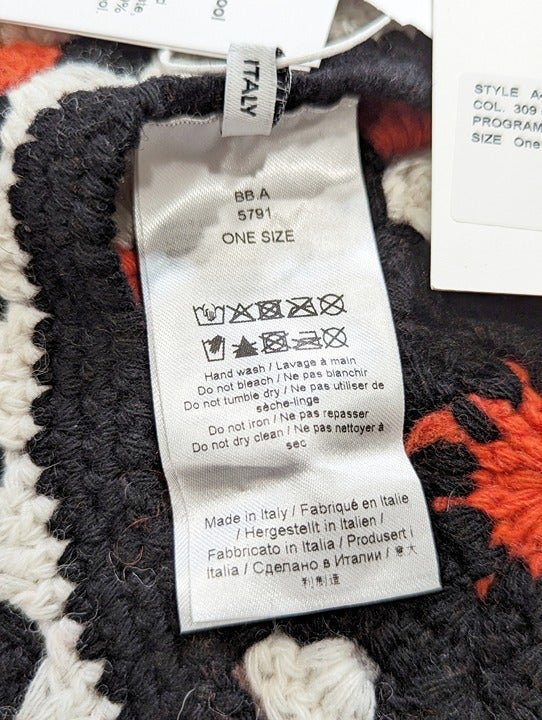 ool
ITALY
STYLE
COL. 309
PROGRAM
SIZE One
BB.A
5791
ONE SIZE
Hand wash / Lavage à main
Do not bleach / Ne pas blanchir
Do not tumble dry / Ne pas utiliser de
sèche-linge
Do not iron / Ne pas repasser
Do not dry clean / Ne pas nettoyer à
sec
Made in Italy / Fabriqué en Italie
/ Hergestellt in Italien /
Fabbricato in Italia / Produsert i
Italia / Сделано в Италии / 意大
利制造